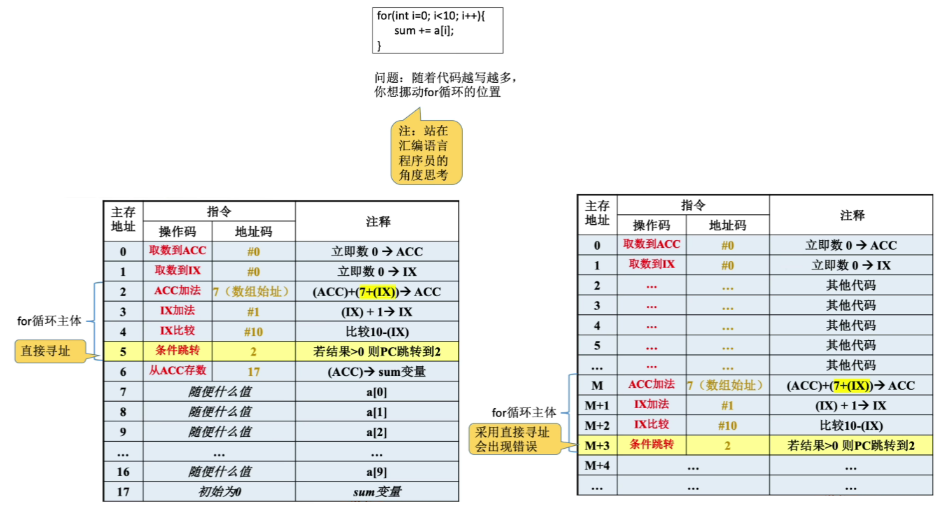 for(int i=0; i<10; i++){
sum += a[i];
}
问题：随着代码越写越多，
你想挪动for循环的位置
注：站在
汇编语言
程序员的
角度思考
主存地址 指令 注释
操作码 地址码
0 取数到ACC #0 立即数 0 → ACC
1 取数到IX #0 立即数 0 → IX
2 ACC加法 7（数组始址） (ACC)+(7+(IX))→ ACC
3 IX加法 #1 (IX) + 1→ IX
4 IX比较 #10 比较10-(IX)
5 条件跳转 2 若结果>0 则PC跳转到2
6 从ACC存数 17 (ACC)→ sum变量
7 随便什么值 a[0]
8 随便什么值 a[1]
9 随便什么值 a[2]
... ... ...
16 随便什么值 a[9]
17 初始为0 sum变量
for循环主体
直接寻址
主存地址 指令 注释
操作码 地址码
0 取数到ACC #0 立即数 0 → ACC
1 取数到IX #0 立即数 0 → IX
2 ... ... 其他代码
3 ... ... 其他代码
4 ... ... 其他代码
5 ... ... 其他代码
... ... ... 其他代码
M ACC加法 7（数组始址） (ACC)+(7+(IX))→ ACC
M+1 IX加法 #1 (IX) + 1→ IX
M+2 IX比较 #10 比较10-(IX)
M+3 条件跳转 2 若结果>0 则PC跳转到2
M+4 ... ...
... ... ...
for循环主体
采用直接寻址
会出现错误